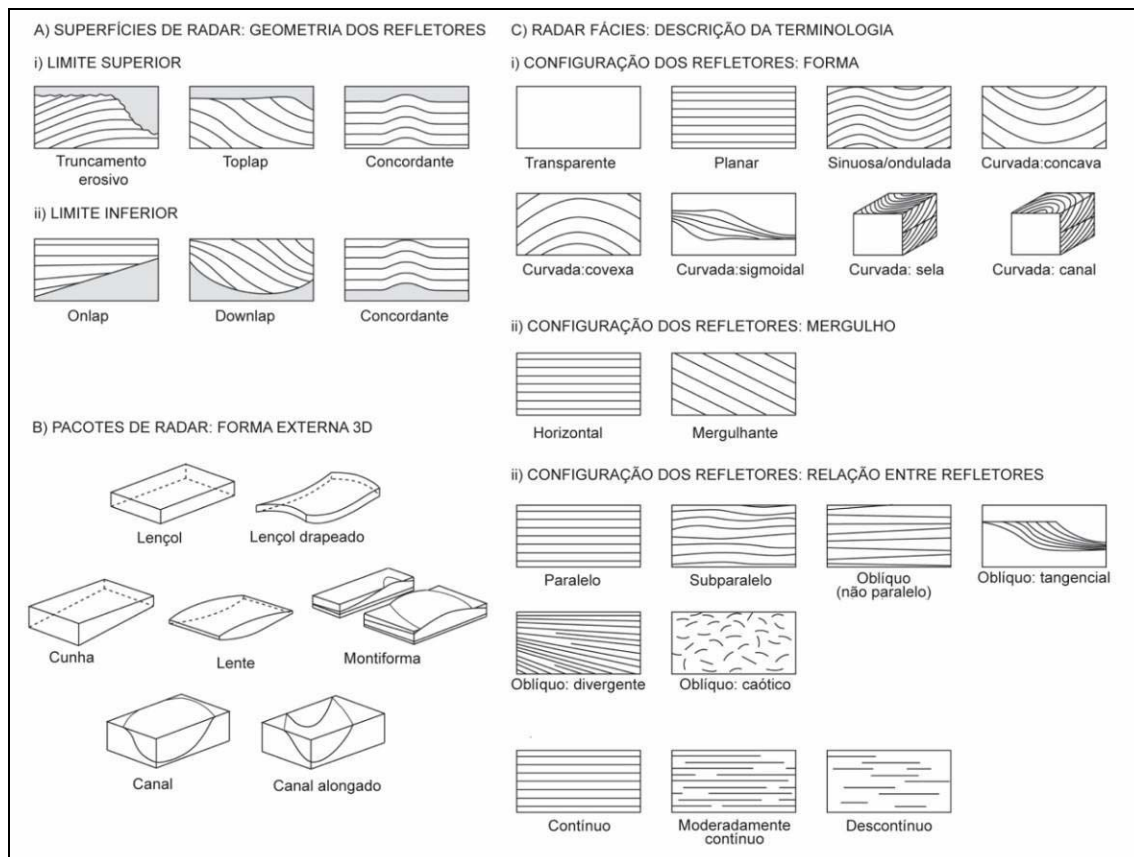 A) SUPERFÍCIES DE RADAR: GEOMETRIA DOS REFLETORES
i) LIMITE SUPERIOR
Truncamento
erosivo
Toplap
Concordante
ii) LIMITE INFERIOR
Onlap
Downlap
Concordante
B) PACOTES DE RADAR: FORMA EXTERNA 3D
Lençol
Lençol drapeado
Cunha
Lente
Montiforma
Canal
Canal alongado
C) RADAR FÁCIES: DESCRIÇÃO DA TERMINOLOGIA
i) CONFIGURAÇÃO DOS REFLETORES: FORMA
Transparente
Planar
Sinuosa/ondulada
Curvada:concava
Curvada:covexa
Curvada:sigmoidal
Curvada: sela
Curvada: canal
ii) CONFIGURAÇÃO DOS REFLETORES: MERGULHO
Horizontal
Mergulhante
ii) CONFIGURAÇÃO DOS REFLETORES: RELAÇÃO ENTRE REFLETORES
Paralelo
Subparalelo
Oblíquo
(não paralelo)
Oblíquo: tangencial
Oblíquo: divergente
Oblíquo: caótico
Contínuo
Moderadamente
contínuo
Descontínuo